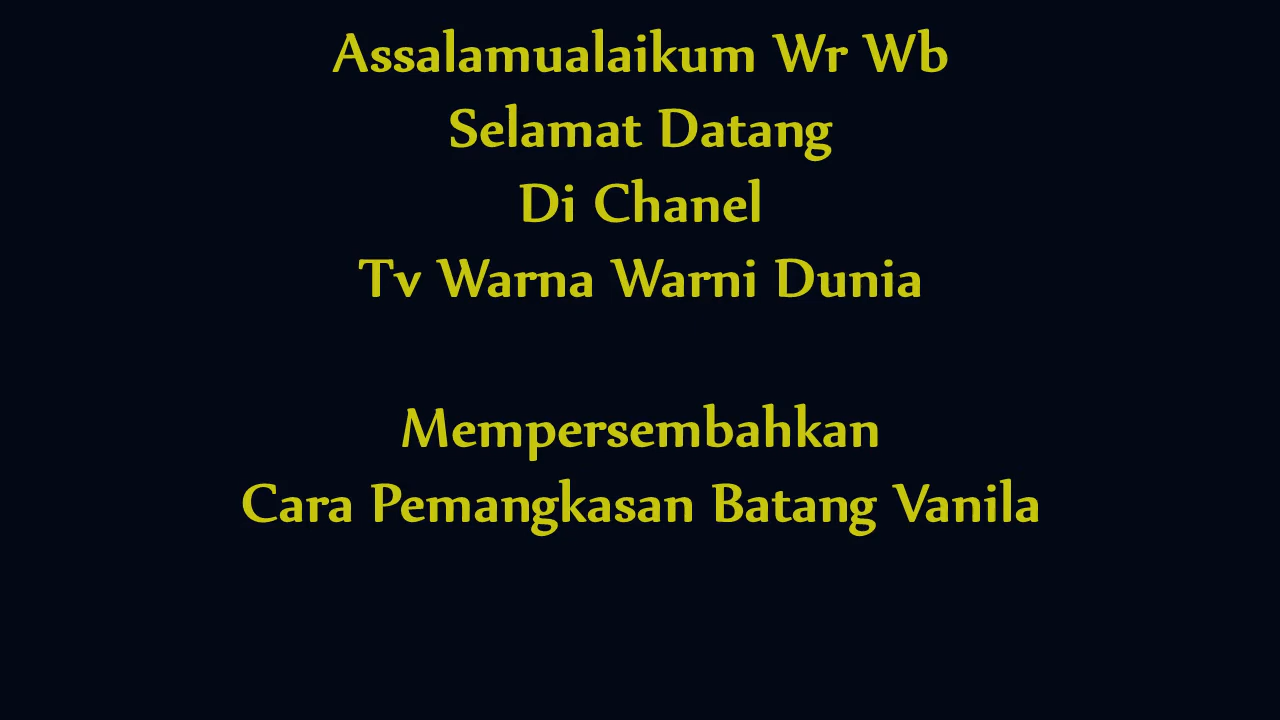 Assalamualaikum Wr Wb
Selamat Datang
Di Chanel
Tv Warna Warni Dunia
Mempersembahkan
Cara Pemangkasan Batang Vanila